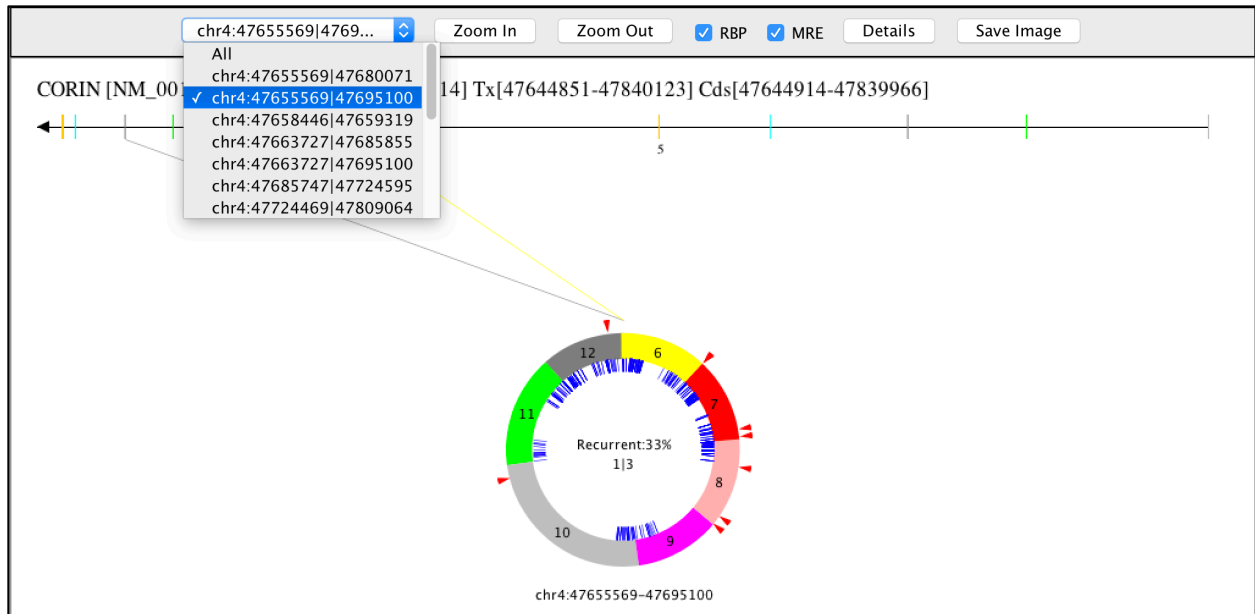 chr4:47655569|4769... Zoom In Zoom Out RBP MRE Details Save Image
All
chr4:47655569|47680071
✓ chr4:47655569|47695100
chr4:47658446|47659319
chr4:47663727|47685855
chr4:47663727|47695100
chr4:47685747|47724595
chr4:47724469|47809064
CORIN [NM_00 14] Tx[47644851-47840123] Cds[47644914-47839966]
5
12 6
7
11
Recurrent:33%
1|3
8
10 9
chr4:47655569-47695100